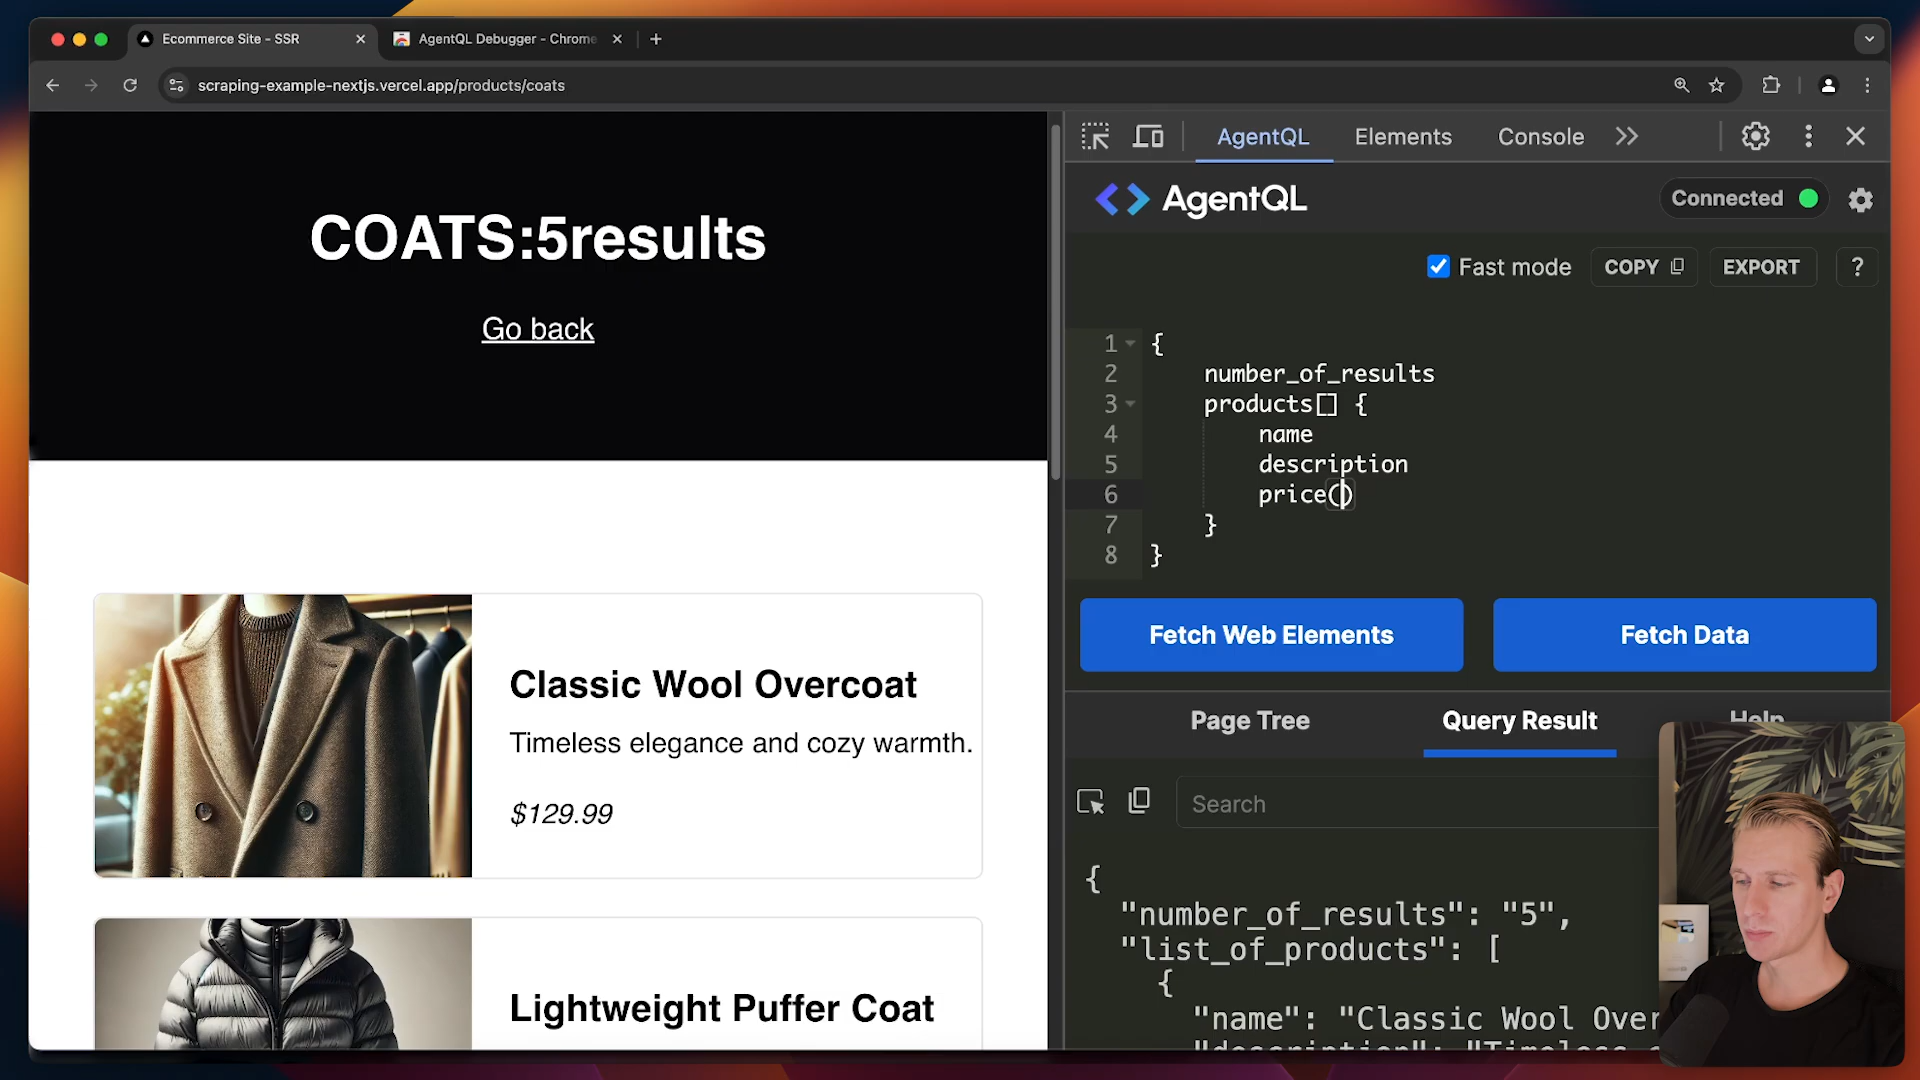 Ecommerce Site - SSR
AgentQL Debugger - Chrome
scraping-example-nextjs.vercel.app/products/coats
COATS:5results
Go back
Classic Wool Overcoat
Timeless elegance and cozy warmth.
$129.99
Lightweight Puffer Coat
AgentQL Elements Console
AgentQL
Connected
Fast mode COPY EXPORT ?
1 {
2 number_of_results
3 products[] {
4 name
5 description
6 price()
7 }
8 }
Fetch Web Elements Fetch Data
Page Tree Query Result Help
Search
{
"number_of_results": "5",
"list_of_products": [
{
"name": "Classic Wool Over
"description": "Timeless